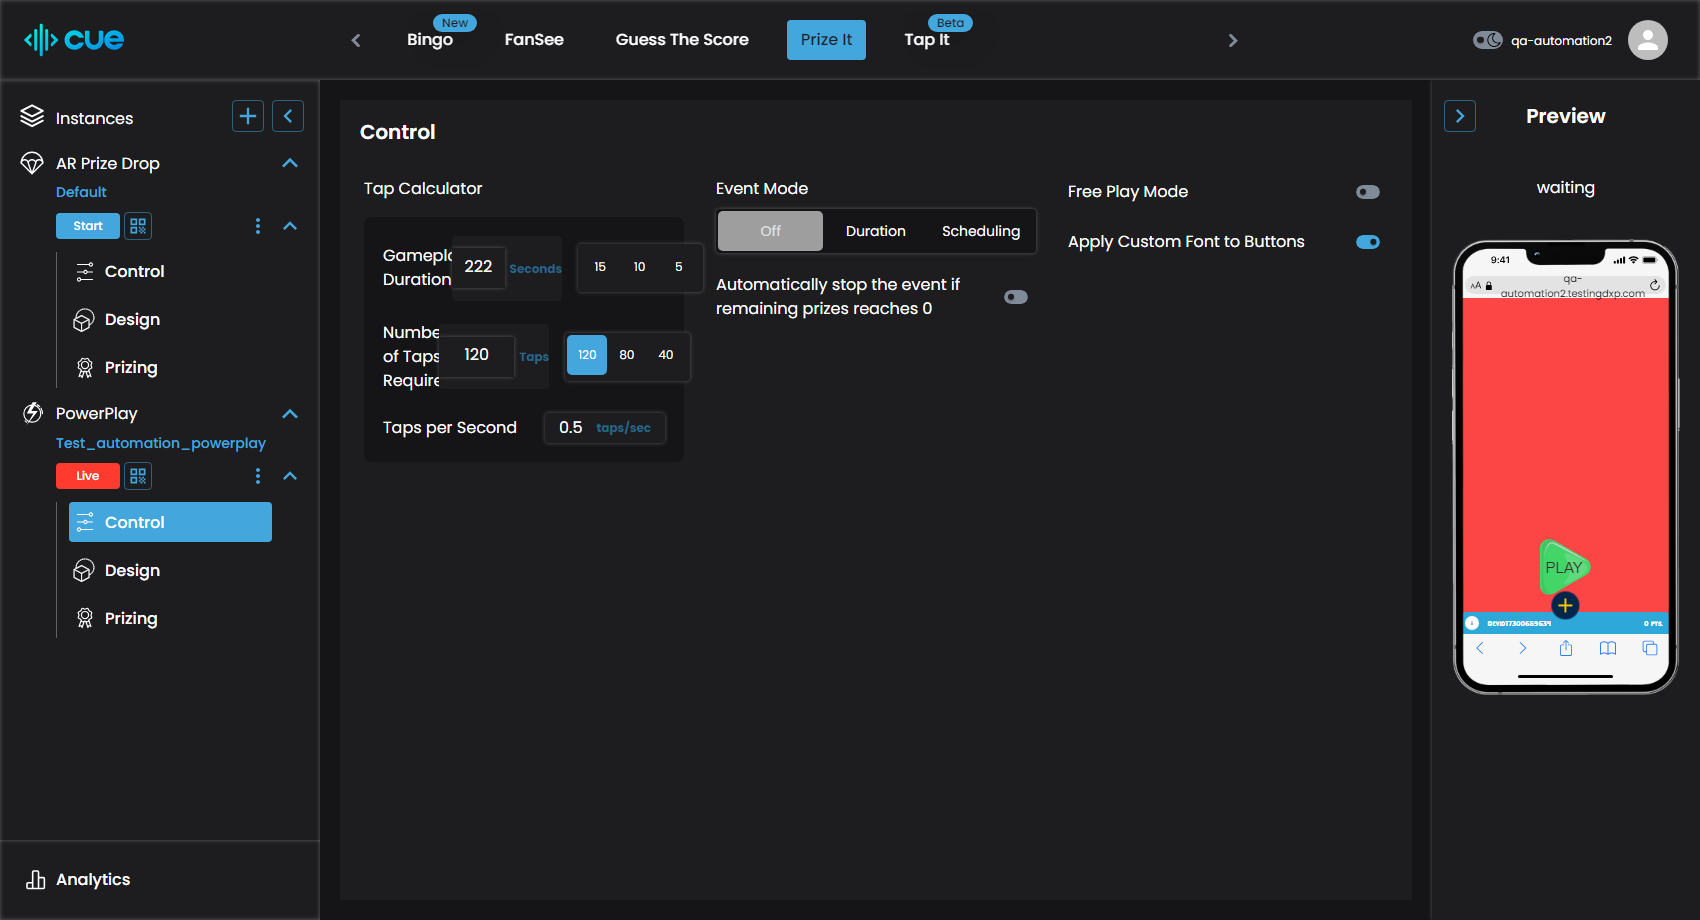 cue
New
Bingo
FanSee
Guess The Score
Prize It
Beta
Tap It
qa-automation2
Instances
AR Prize Drop
Default
Start
Control
Design
Prizing
PowerPlay
Test_automation_powerplay
Live
Control
Design
Prizing
Analytics
Control
Tap Calculator
Gamepla
Duration
222
Seconds
15
10
5
Numbe
of Taps
Require
120
Taps
120
80
40
Taps per Second
0.5
taps/sec
Event Mode
Off
Duration
Scheduling
Automatically stop the event if
remaining prizes reaches 0
Free Play Mode
Apply Custom Font to Buttons
Preview
waiting
9:41
AA
qa-
automation2.testingdxp.com
PLAY
0 PTS.